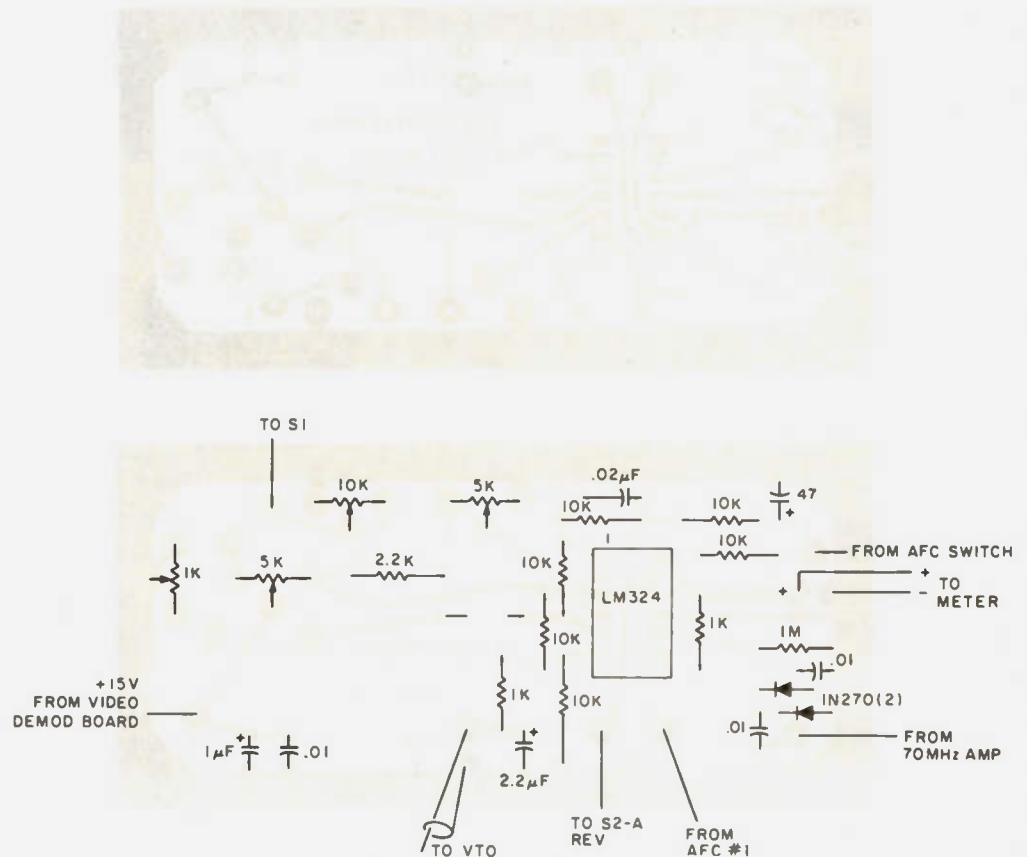 TO S1
10K
5K
.02µF
10K
10K
47
10K
1K
5K
2.2K
10K
LM324
FROM AFC SWITCH
+
TO
METER
-
+
10K
1K
1M
.01
+15V
FROM VIDEO
DEMOD BOARD
1K
10K
1N270(2)
.01
FROM
70MHz AMP
1µF
+
.01
+
2.2µF
TO VTO
TO S2-A
REV
FROM
AFC #1